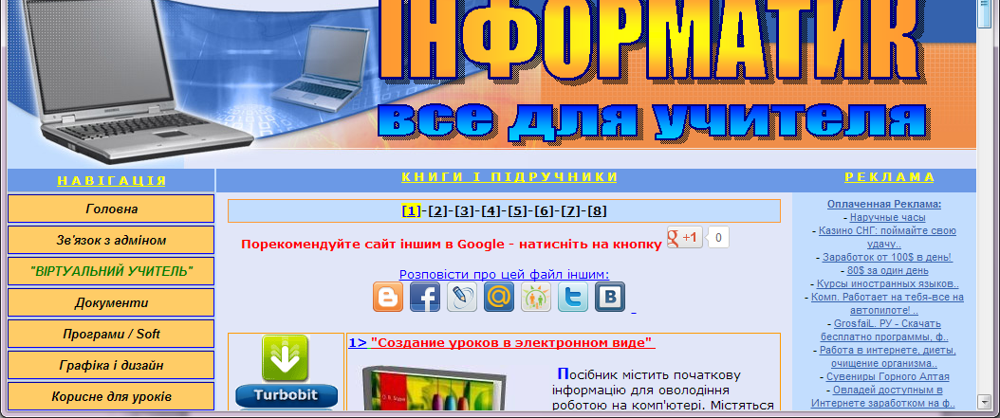 ІНФОРМАТИК
все для учителя
НАВІГАЦІЯ
Головна
Зв'язок з адміном
"ВІРТУАЛЬНИЙ УЧИТЕЛЬ"
Документи
Програми / Soft
Графіка і дизайн
Корисне для уроків
КНИГИ І ПІДРУЧНИКИ
[1]-[2]-[3]-[4]-[5]-[6]-[7]-[8]
Порекомендуйте сайт іншим в Google - натисніть на кнопку g +1 0
Розповісти про цей файл іншим:
Turbobit
1> "Создание уроков в электронном виде"
Посібник містить початкову
інформацію для оволодіння
роботою на комп'ютері. Містяться
РЕКЛАМА
Оплаченная Реклама:
- Наручные часы
- Казино СНГ: поймайте свою
удачу..
- Заработок от 100$ в день!
- 80$ за один день
- Курсы иностранных языков..
- Комп. Работает на тебя-все на
автопилоте! ..
- GrosfaiL. РУ - Скачать
бесплатно программы, ф..
- Работа в интернете, диеты,
очищение организма..
- Сувениры Горного Алтая
- Овладей доступным в
Интернете заработком на ф..